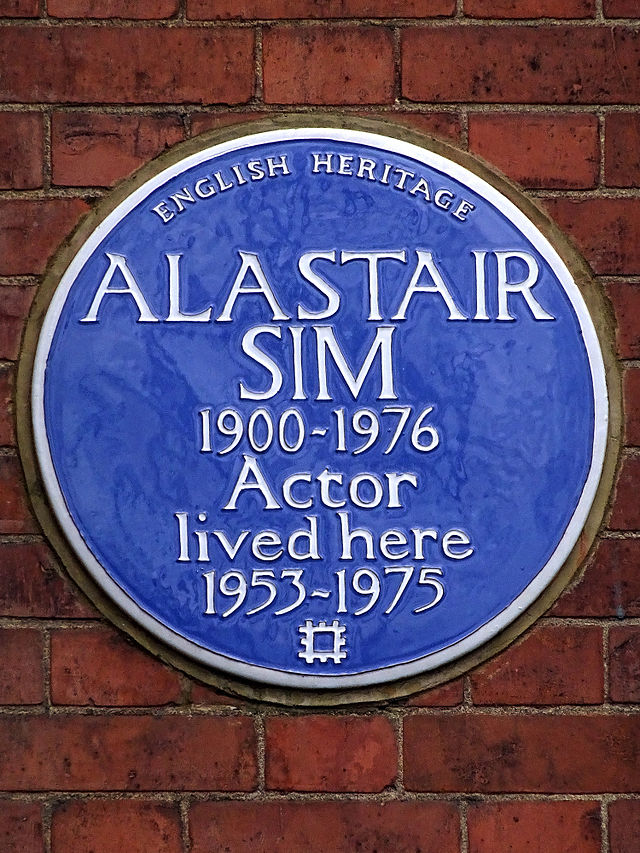 ENGLISH HERITAGE
ALASTAIR
SIM
1900-1976
Actor
lived here
1953-1975